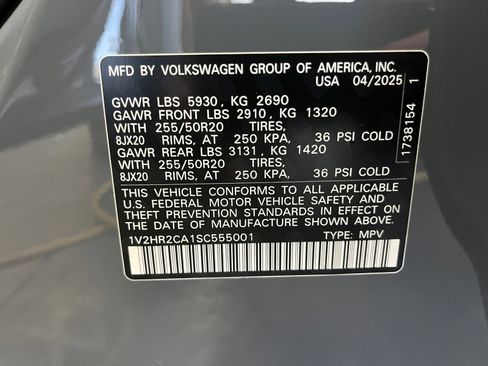 MFD BY VOLKSWAGEN GROUP OF AMERICA, INC.
USA 04/2025
GVWR LBS 5930, KG 2690
GAWR FRONT LBS 2910, KG 1320
WITH 255/50R20 TIRES,
8JX20 RIMS, AT 250 KPA, 36 PSI COLD
GAWR REAR LBS 3131, KG 1420
WITH 255/50R20 TIRES,
8JX20 RIMS, AT 250 KPA, 36 PSI COLD
THIS VEHICLE CONFORMS TO ALL APPLICABLE
U.S. FEDERAL MOTOR VEHICLE SAFETY AND
THEFT PREVENTION STANDARDS IN EFFECT ON
THE DATE OF MANUFACTURE SHOWN ABOVE.
1V2HR2CA1SC555001 TYPE: MPV
1738154 1